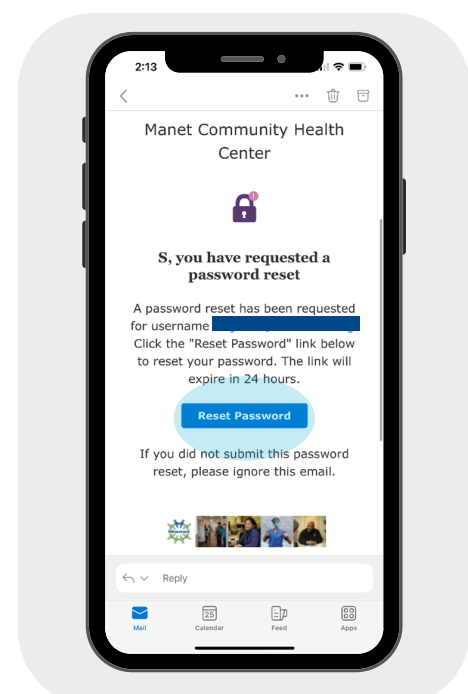 2:13
Manet Community Health
Center
S, you have requested a
password reset
A password reset has been requested
for username
Click the "Reset Password" link below
to reset your password. The link will
expire in 24 hours.
Reset Password
If you did not submit this password
reset, please ignore this email.
Manet
Reply
25
Mail Calendar Feed Apps